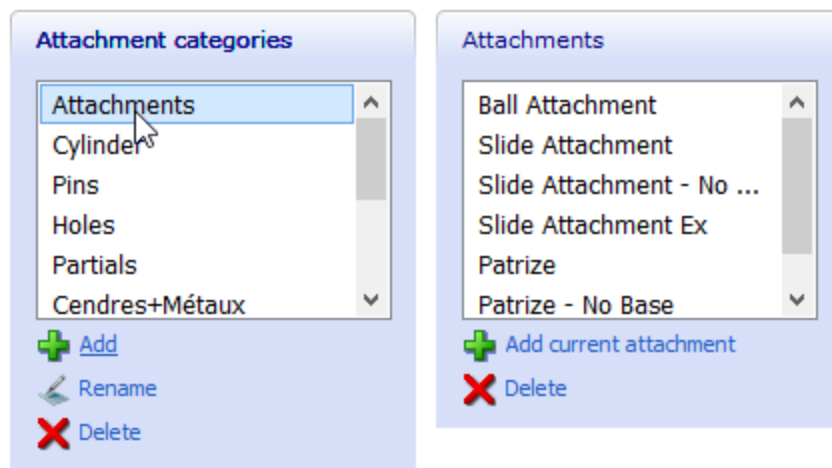 Attachment categories
Attachments
Cylinder
Pins
Holes
Partials
Cendres+Métaux
Add
Rename
Delete
Attachments
Ball Attachment
Slide Attachment
Slide Attachment - No ...
Slide Attachment Ex
Patrize
Patrize - No Base
Add current attachment
Delete